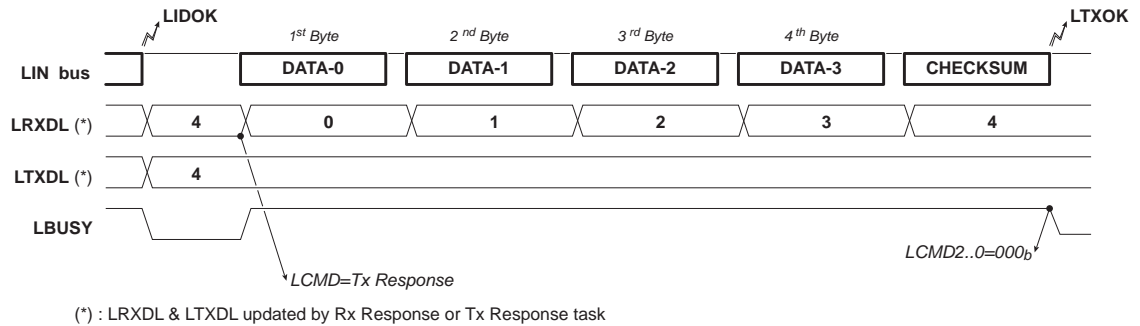 LIDOK
LTXOK
1st Byte 2 nd Byte 3 rd Byte 4 th Byte
LIN bus DATA-0 DATA-1 DATA-2 DATA-3 CHECKSUM
LRXDL (*) 4 0 1 2 3 4
LTXDL (*) 4
LBUSY
LCMD2..0=000b
LCMD=Tx Response
(*) : LRXDL & LTXDL updated by Rx Response or Tx Response task